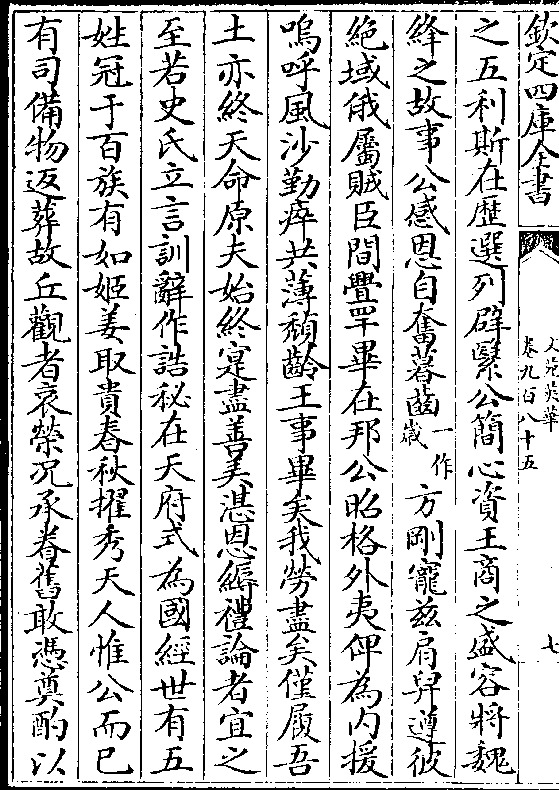 欽定四庫全書
文苑英華
卷九百八十五
七
之五利斯在歷選列辟繄公簡心資王商之盛容將魏
絳之故事公感恩自奮暮齒一作歲方剛寵兹肩舁遵彼
絶域俄屬賊臣間舋罕畢在邦公昭格外夷俾為内援
嗚呼風沙勤瘁共薄頽齡王事畢矣我勞盡矣僅履吾
土亦終天命原夫始終寔盡善美湛恩縟禮論者宜之
至若史氏立言訓辭作誥秘在天府式為國經世有五
姓冠于百族有如姬姜取貴春秋擢秀天人惟公而已
有司備物返葬故丘觀者哀榮况承眷舊敢憑奠酌以